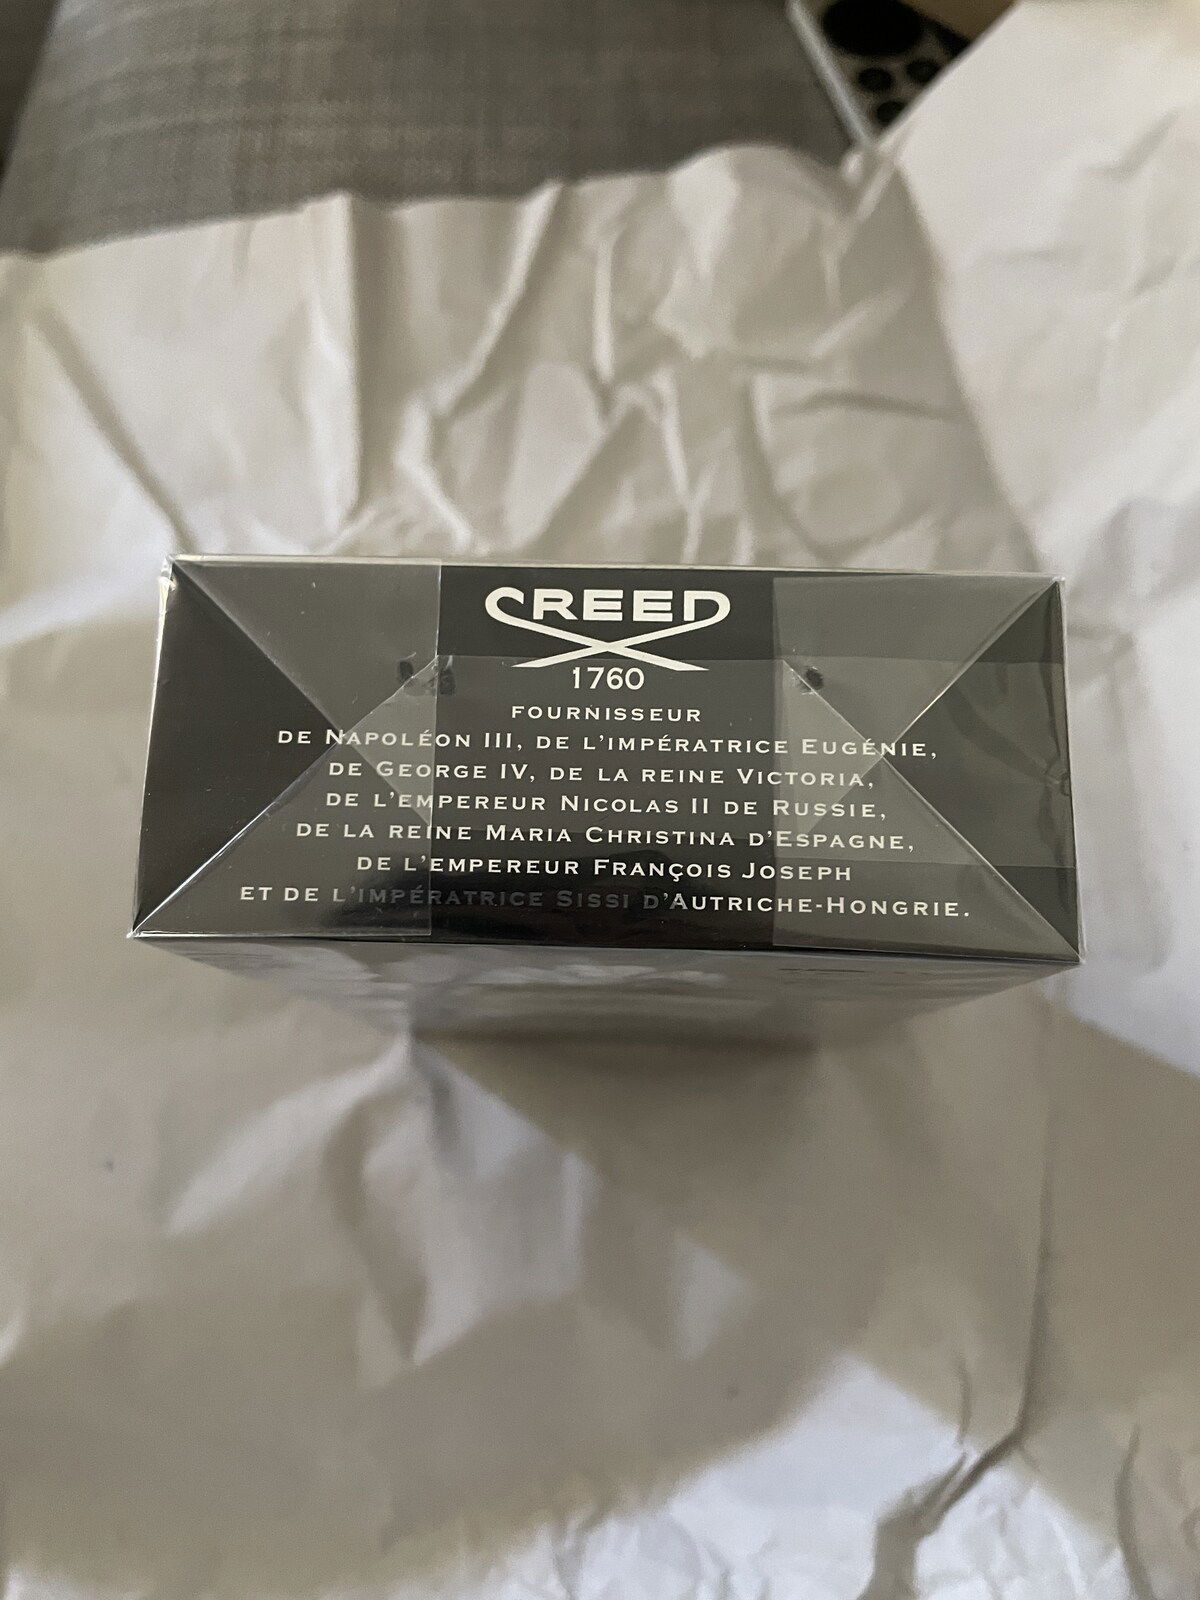 CREED
1760
FOURNISSEUR
DE NAPOLÉON III, DE L'IMPÉRATRICE EUGÉNIE,
DE GEORGE IV, DE LA REINE VICTORIA,
DE L'EMPEREUR NICOLAS II DE RUSSIE,
DE LA REINE MARIA CHRISTINA D'ESPAGNE,
DE L'EMPEREUR FRANÇOIS JOSEPH
ET DE L'IMPÉRATRICE SISSI D'AUTRICHE-HONGRIE.